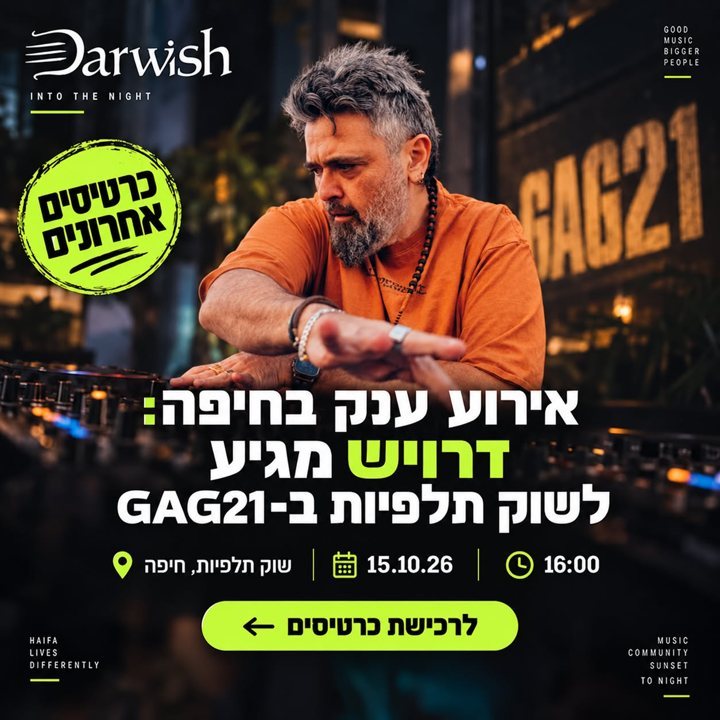 Darwish
INTO THE NIGHT
GOOD
MUSIC
BIGGER
PEOPLE
כרטיסים
אחרונים
GAG21
אירוע ענק בחיפה:
דרויש מגיע
לשוק תלפיות ב-GAG21
שוק תלפיות, חיפה
15.10.26
16:00
לרכישת כרטיסים ←
HAIFA
LIVES
DIFFERENTLY
MUSIC
COMMUNITY
SUNSET
TO NIGHT